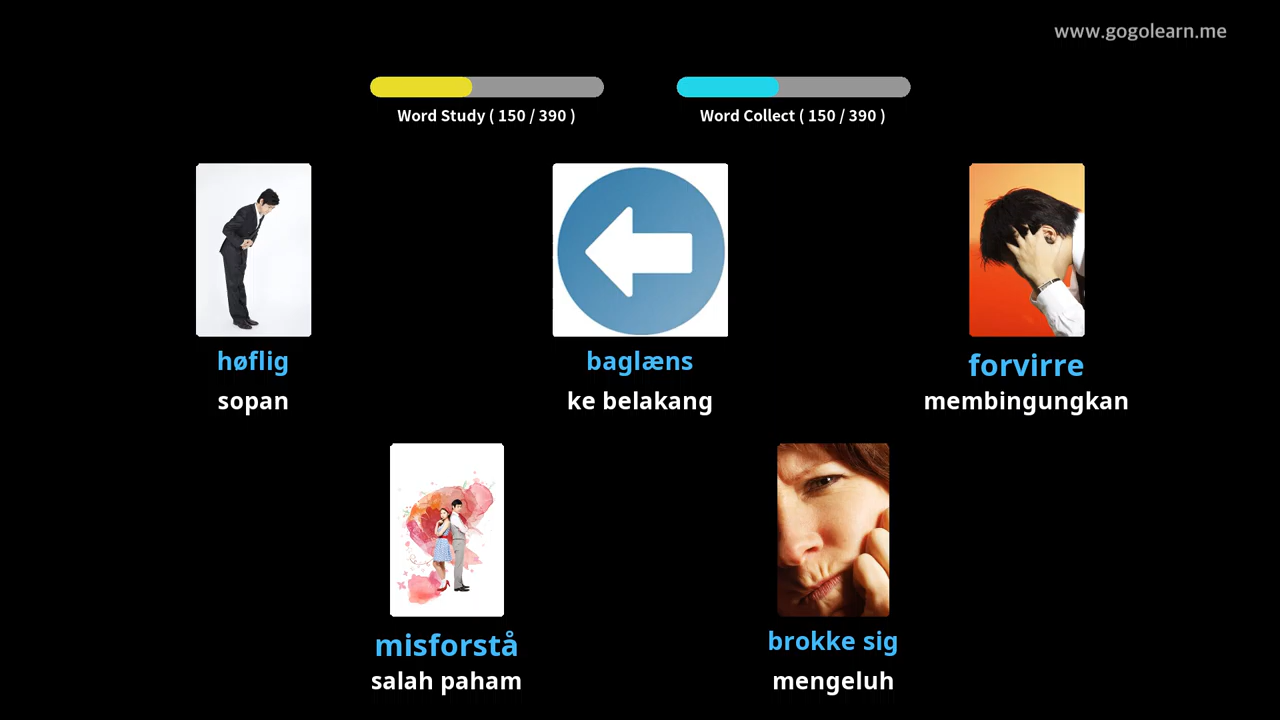 www.gogolearn.me
Word Study ( 150 / 390 )
Word Collect ( 150 / 390 )
høflig
sopan
baglæns
ke belakang
forvirre
membingungkan
misforstå
salah paham
brokke sig
mengeluh